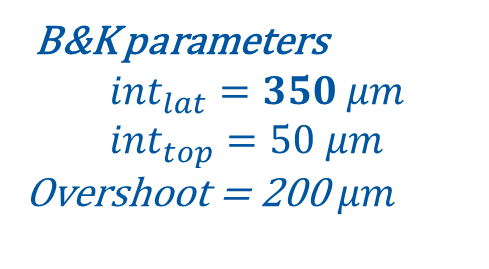 B&K parameters
int_lat = 350 μm
int_top = 50 μm
Overshoot = 200 μm